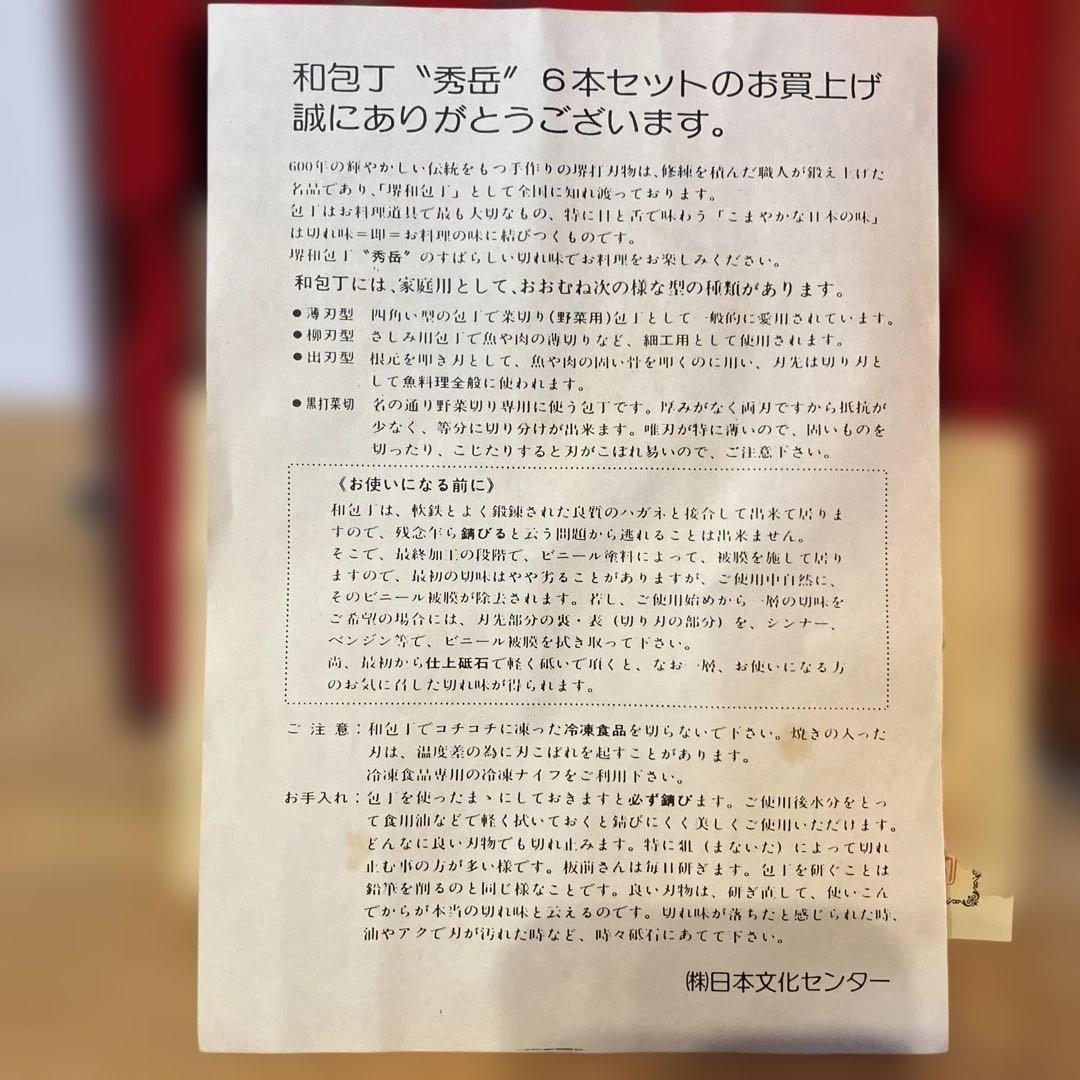 和包丁〝秀岳〟６本セットのお買上げ
誠にありがとうございます。
600年の輝やかしい伝統をもつ手作りの堺打刃物は、修練を積んだ職人が鍛え上げた
名品であり、「堺和包丁」として全国に知れ渡っております。
包丁はお料理道具で最も大切なもの、特に目と舌で味わう「こまやかな日本の味」
は切れ味＝即＝お料理の味に結びつくものです。
堺和包丁〝秀岳〟のすばらしい切れ味でお料理をお楽しみください。
和包丁には、家庭用として、おおむね次の様な型の種類があります。
●薄刃型 四角い型の包丁で菜切り(野菜用)包丁として一般的に愛用されています。
●柳刃型 さしみ用包丁で魚や肉の薄切りなど、細工用として使用されます。
●出刃型 根元を叩き刃として、魚や肉の固い骨を叩くのに用い、刃先は切り刃と
して魚料理全般に使われます。
●黒打菜切 名の通り野菜切り専用に使う包丁です。厚みがなく両刃ですから抵抗が
少なく、等分に切り分けが出来ます。唯刃が特に薄いので、固いものを
切ったり、こじたりすると刃がこぼれ易いので、ご注意下さい。
《お使いになる前に》
和包丁は、軟鉄とよく鍛錬された良質のハガネと接合して出来て居りま
すので、残念乍ら錆びると云う問題から逃れることは出来ません。
そこで、最終加工の段階で、ビニール塗料によって、被膜を施して居り
ますので、最初の切味はやや劣ることがありますが、ご使用中自然に、
そのビニール被膜が除去されます。若し、ご使用始めから一層の切味を
ご希望の場合には、刃先部分の裏・表（切り刃の部分）を、シンナー、
ベンジン等で、ビニール被膜を拭き取って下さい。
尚、最初から仕上砥石で軽く砥いで頂くと、なお一層、お使いになる方
のお気に召した切れ味が得られます。
ご注意：和包丁でコチコチに凍った冷凍食品を切らないで下さい。焼きの入った
刃は、温度差の為に刃こぼれを起すことがあります。
冷凍食品専用の冷凍ナイフをご利用下さい。
お手入れ：包丁を使ったまゝにしておきますと必ず錆びます。ご使用後水分をとっ
て食用油などで軽く拭いておくと錆びにくく美しくご使用いただけます。
どんなに良い刃物でも切れ止みます。特に俎（まないた）によって切れ
止む事の方が多い様です。板前さんは毎日研ぎます。包丁を研ぐことは
鉛筆を削るのと同じ様なことです。良い刃物は、研ぎ直して、使いこん
でからが本当の切れ味と云えるのです。切れ味が落ちたと感じられた時、
油やアクで刃が汚れた時など、時々砥石にあてて下さい。
㈱日本文化センター